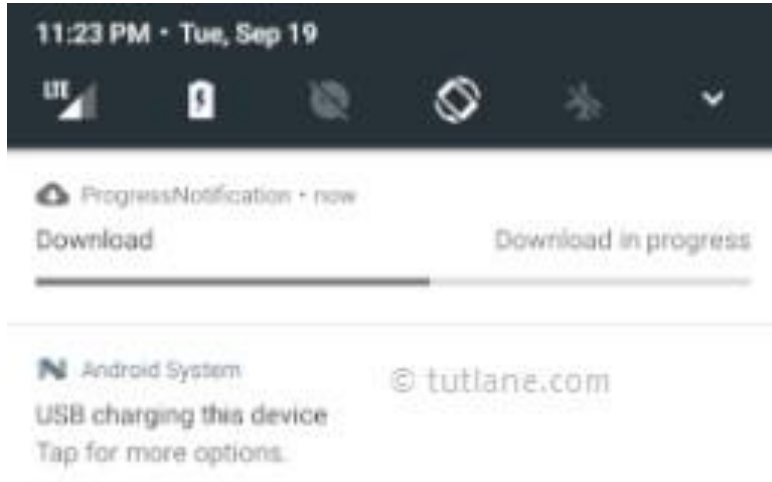 11:23 PM • Tue, Sep 19
LTE
ProgressNotification • now
Download Download in progress
Android System
© tutlane.com
USB charging this device
Tap for more options.